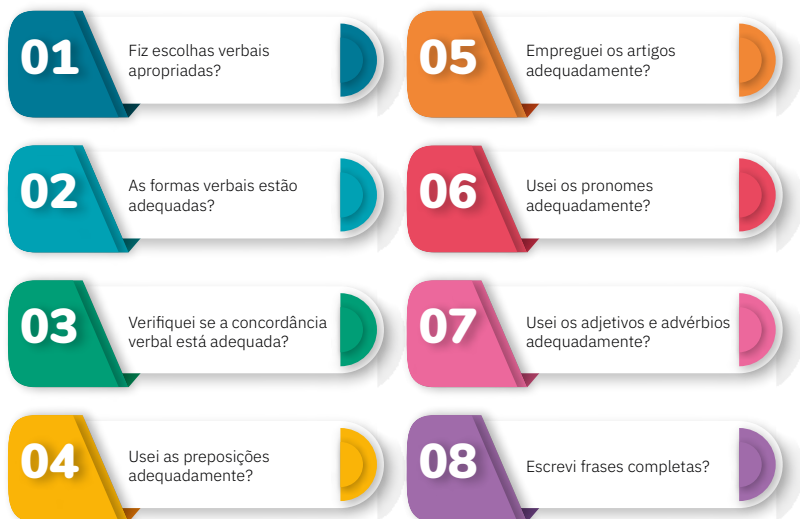 01
Fiz escolhas verbais
apropriadas?
02
As formas verbais estão
adequadas?
03
Verifiquei se a concordância
verbal está adequada?
04
Usei as preposições
adequadamente?
05
Empreguei os artigos
adequadamente?
06
Usei os pronomes
adequadamente?
07
Usei os adjetivos e advérbios
adequadamente?
08
Escrevi frases completas?